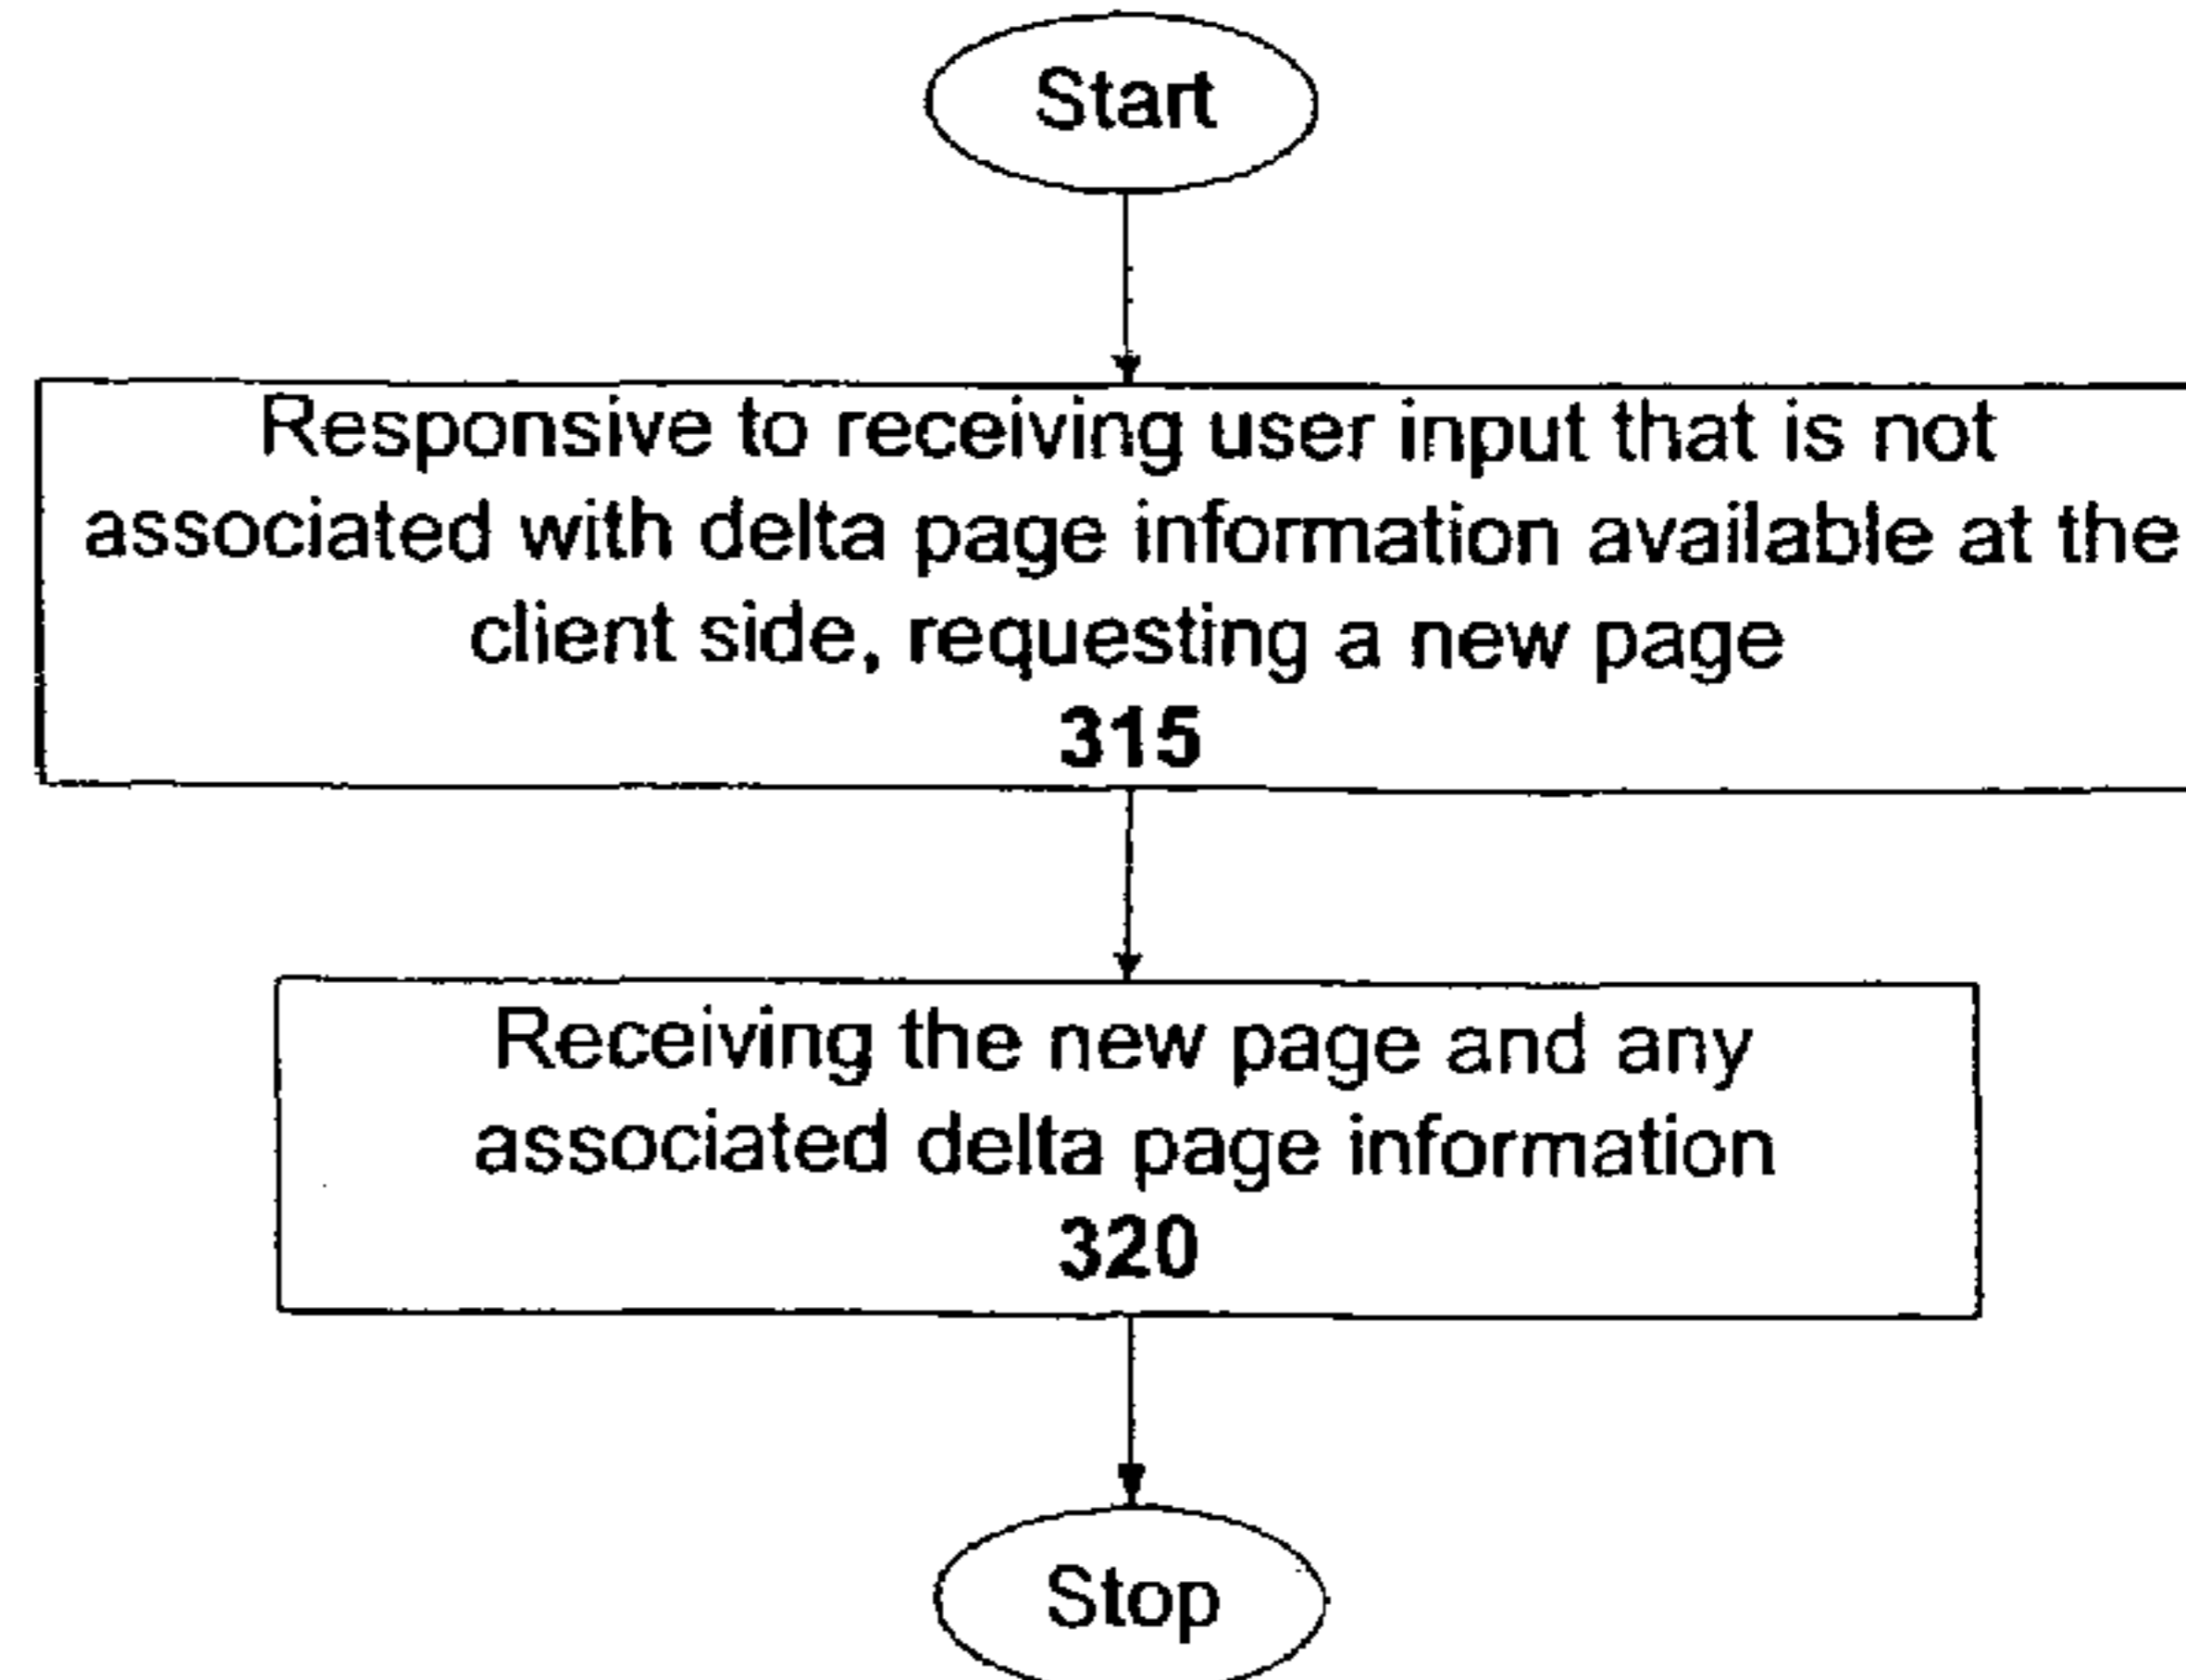 Start
Responsive to receiving user input that is not
associated with delta page information available at the
client side, requesting a new page
315
Receiving the new page and any
associated delta page information
320
Stop